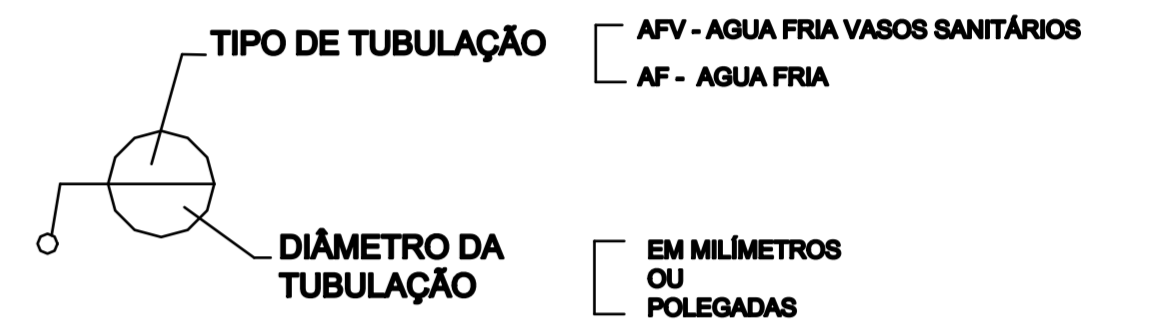 TIPO DE TUBULAÇÃO
AFV - AGUA FRIA VASOS SANITÁRIOS
AF - AGUA FRIA
DIÂMETRO DA
TUBULAÇÃO
EM MILÍMETROS
OU
POLEGADAS